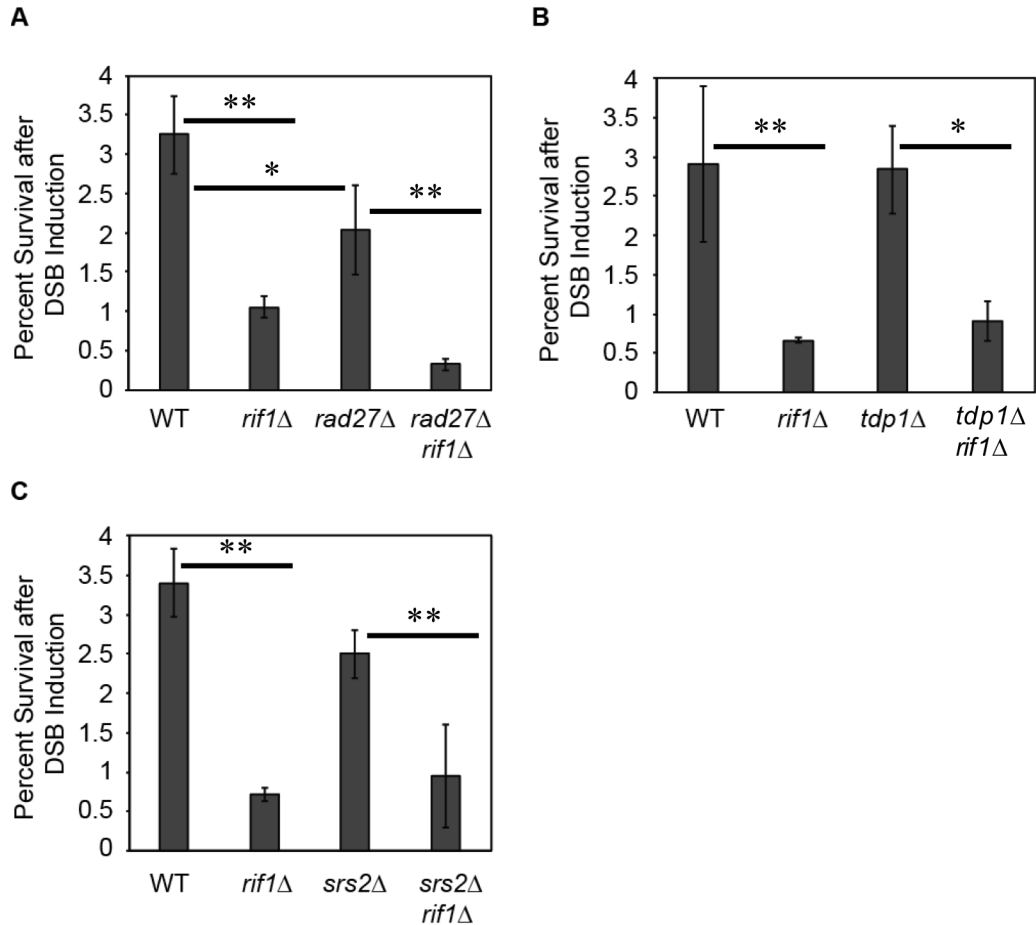 A
Percent Survival after
DSB Induction
4
3.5
3
2.5
2
1.5
1
0.5
0
**
*
**
WT rif1Δ rad27Δ rad27Δ
rif1Δ
B
Percent Survival after
DSB Induction
4
3.5
3
2.5
2
1.5
1
0.5
0
**
*
WT rif1Δ tdp1Δ tdp1Δ
rif1Δ
C
Percent Survival after
DSB Induction
4
3.5
3
2.5
2
1.5
1
0.5
0
**
**
WT rif1Δ srs2Δ srs2Δ
rif1Δ